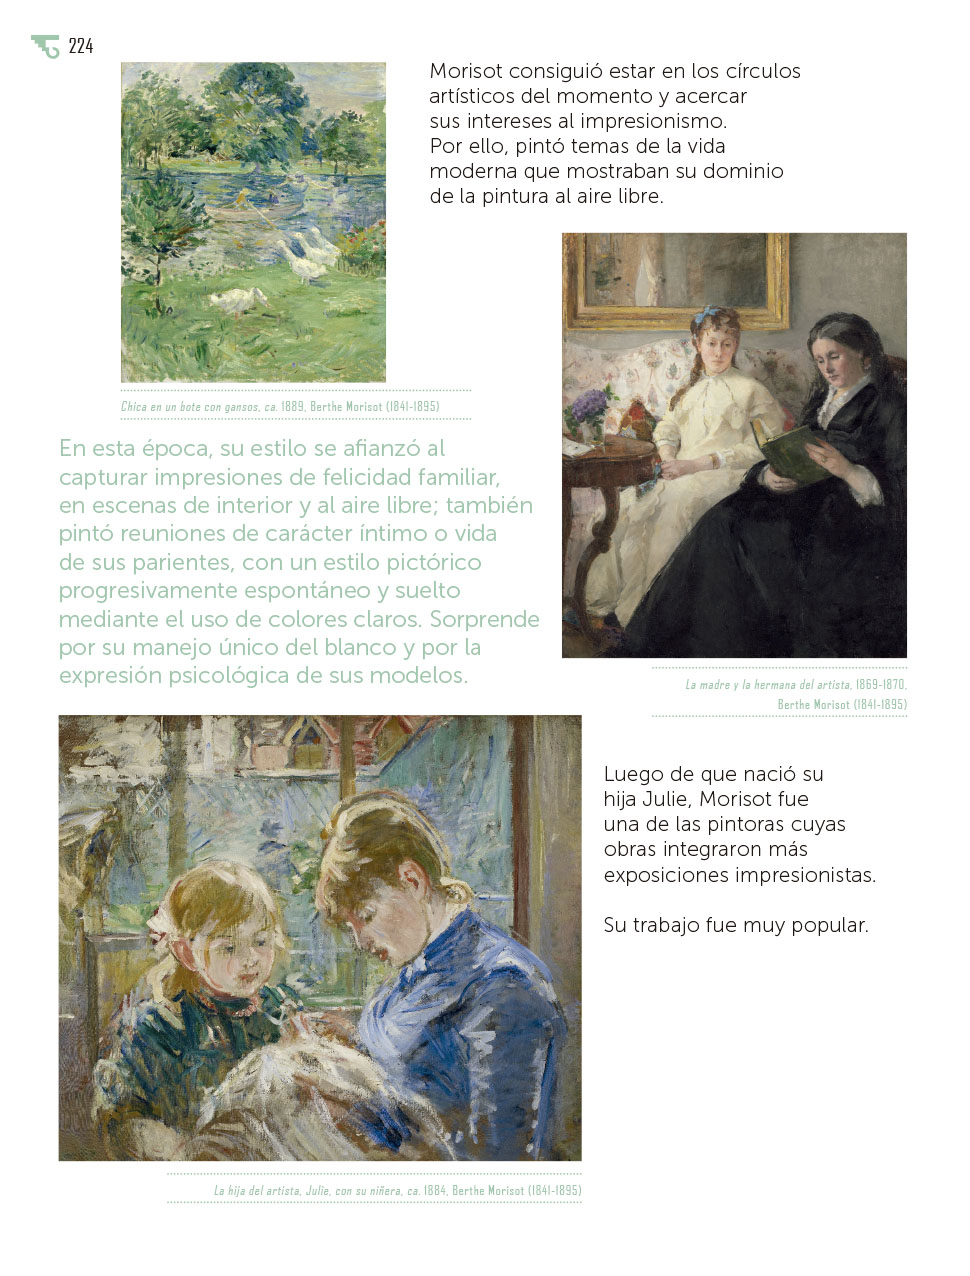 224
Morisot consiguió estar en los círculos
artísticos del momento y acercar
sus intereses al impresionismo.
Por ello, pintó temas de la vida
moderna que mostraban su dominio
de la pintura al aire libre.
Chica en un bote con gansos, ca. 1889, Berthe Morisot (1841-1895)
En esta época, su estilo se afianzó al
capturar impresiones de felicidad familiar,
en escenas de interior y al aire libre; también
pintó reuniones de carácter íntimo o vida
de sus parientes, con un estilo pictórico
progresivamente espontáneo y suelto
mediante el uso de colores claros. Sorprende
por su manejo único del blanco y por la
expresión psicológica de sus modelos.
La madre y la hermana del artista, 1869-1870,
Berthe Morisot (1841-1895)
Luego de que nació su
hija Julie, Morisot fue
una de las pintoras cuyas
obras integraron más
exposiciones impresionistas.
Su trabajo fue muy popular.
La hija del artista, Julie, con su niñera, ca. 1884, Berthe Morisot (1841-1895)